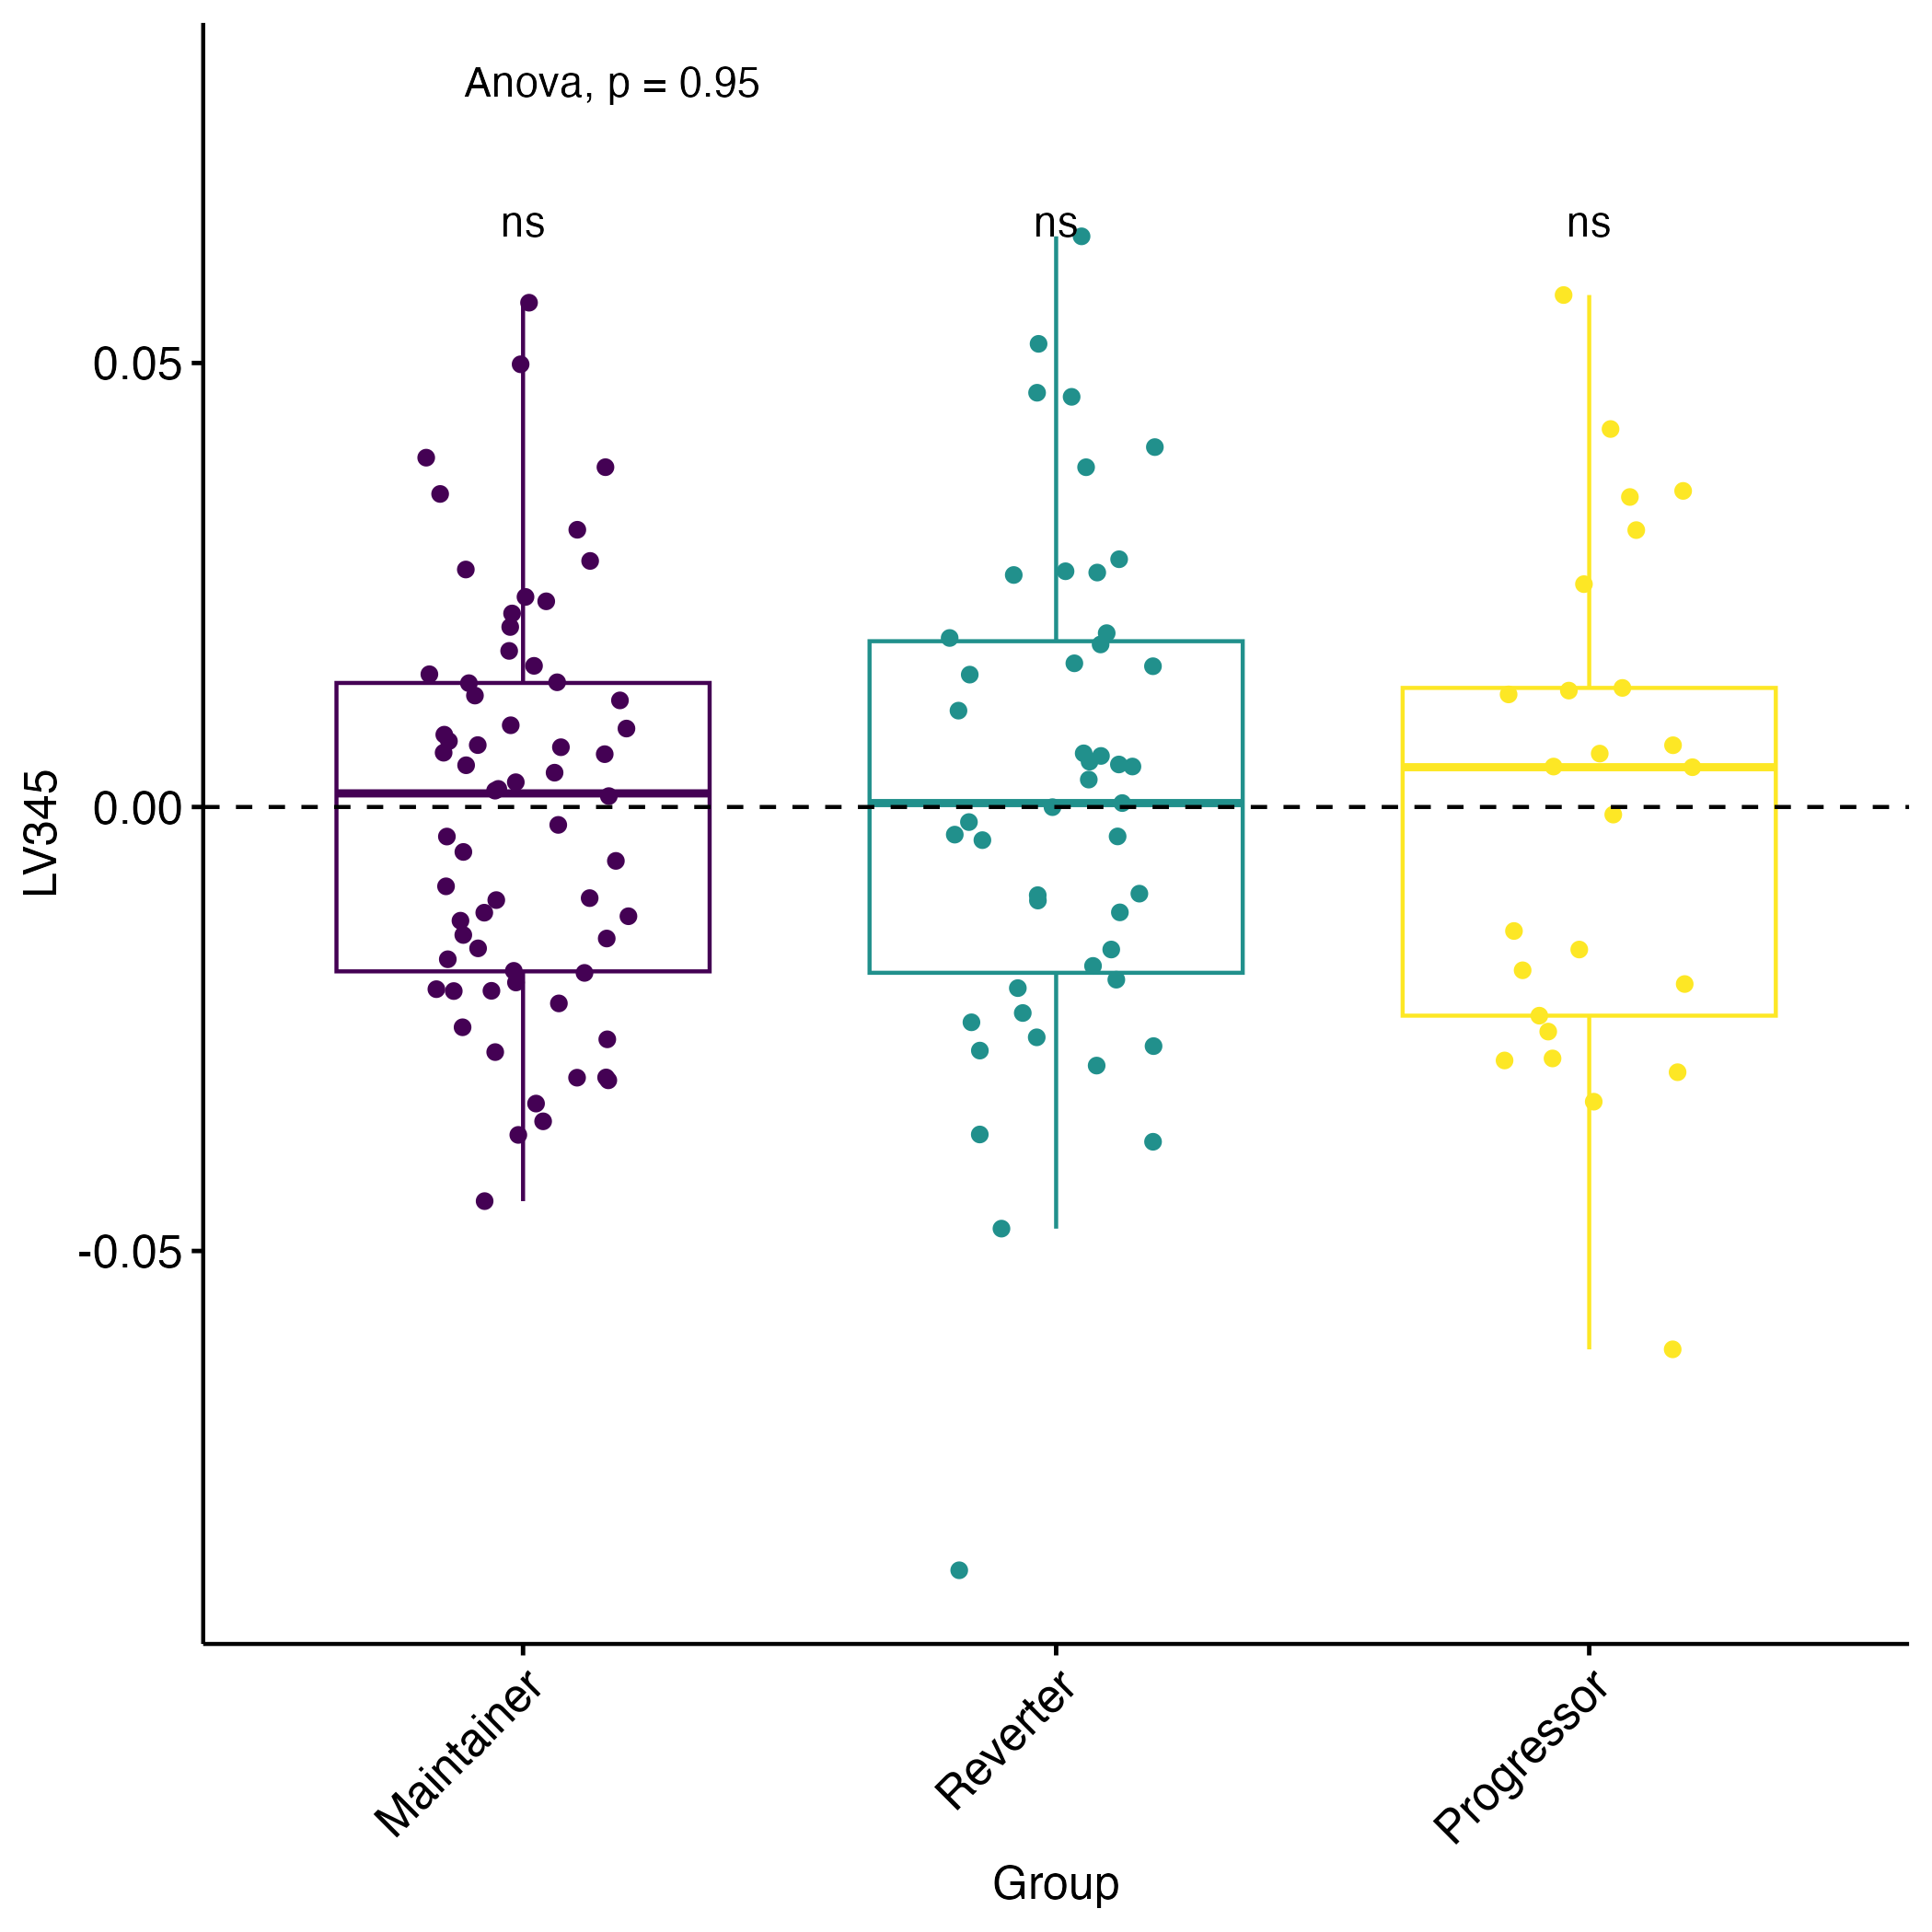 Anova, p = 0.95
ns ns ns
0.05
0.00
-0.05
LV345
Maintainer Reverter Progressor
Group